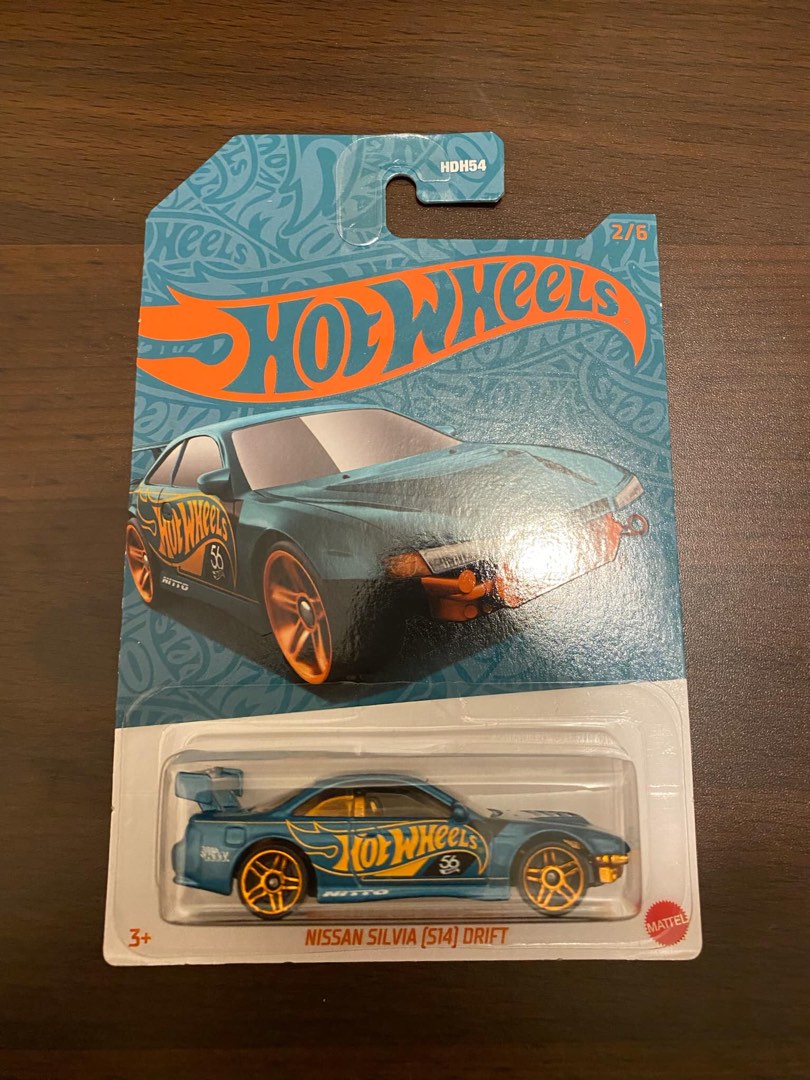 HDH54
2/6
HOT WHEELS
HEELS
HOT WHEELS
56
NITTO
HOT WHEELS
56
NITTO
3+
NISSAN SILVIA (S14) DRIFT
MATTEL